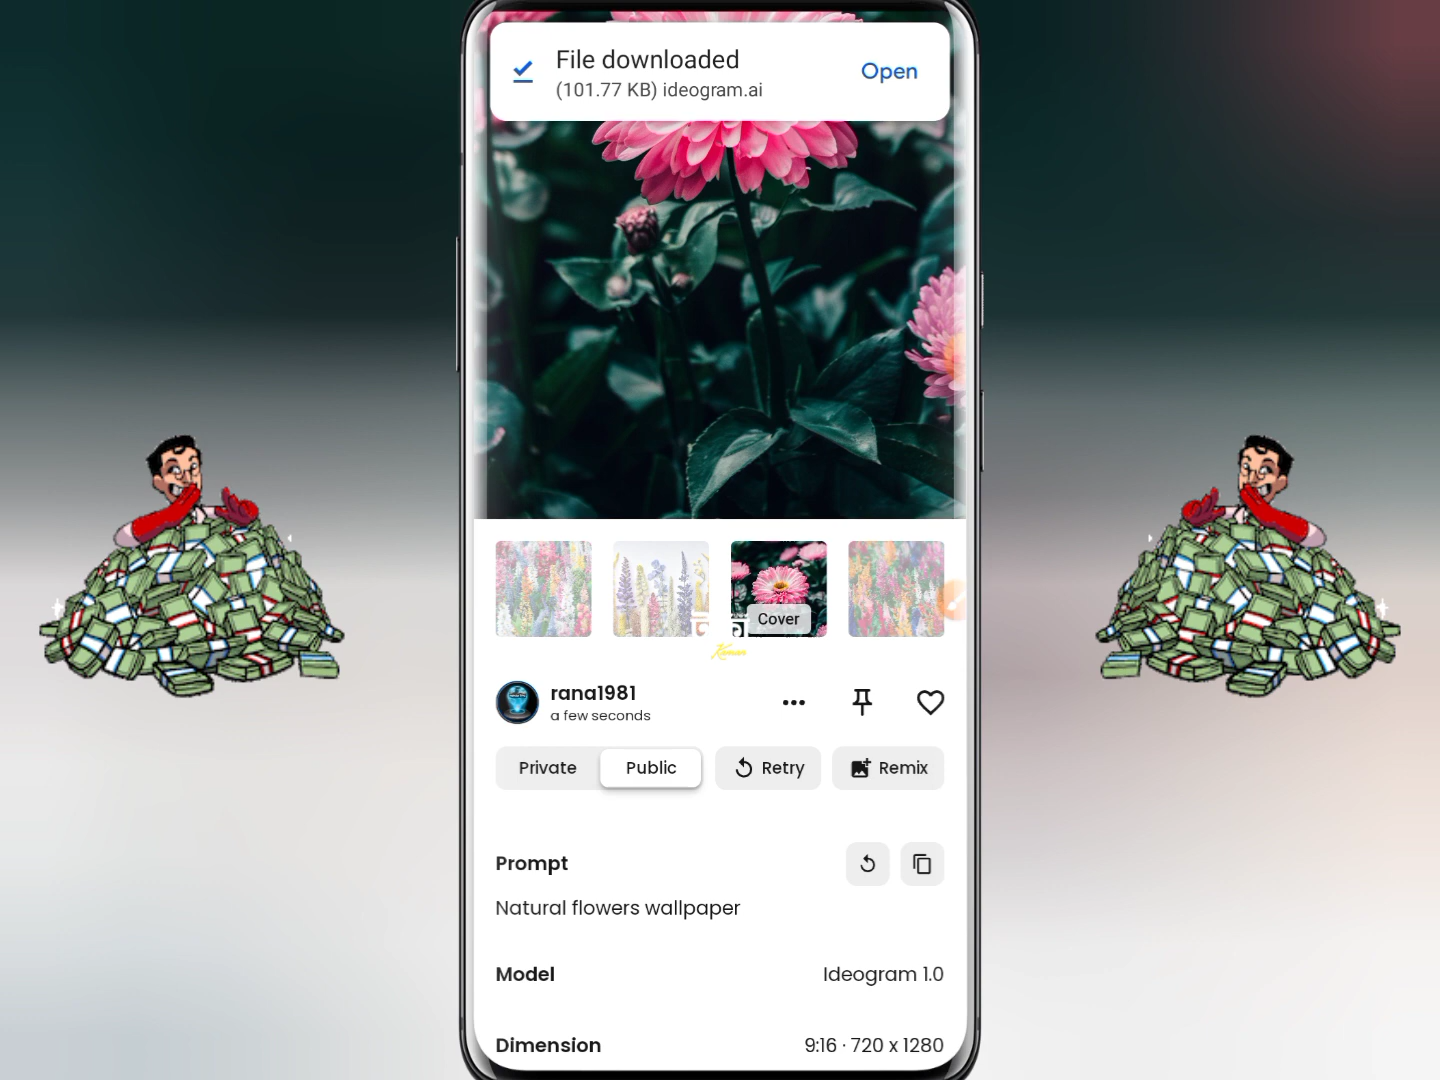 File downloaded
Open
(101.77 KB) ideogram.ai
Cover
rana1981
a few seconds
Private
Public
Retry
Remix
Prompt
Natural flowers wallpaper
Model
Ideogram 1.0
Dimension
9:16 · 720 x 1280